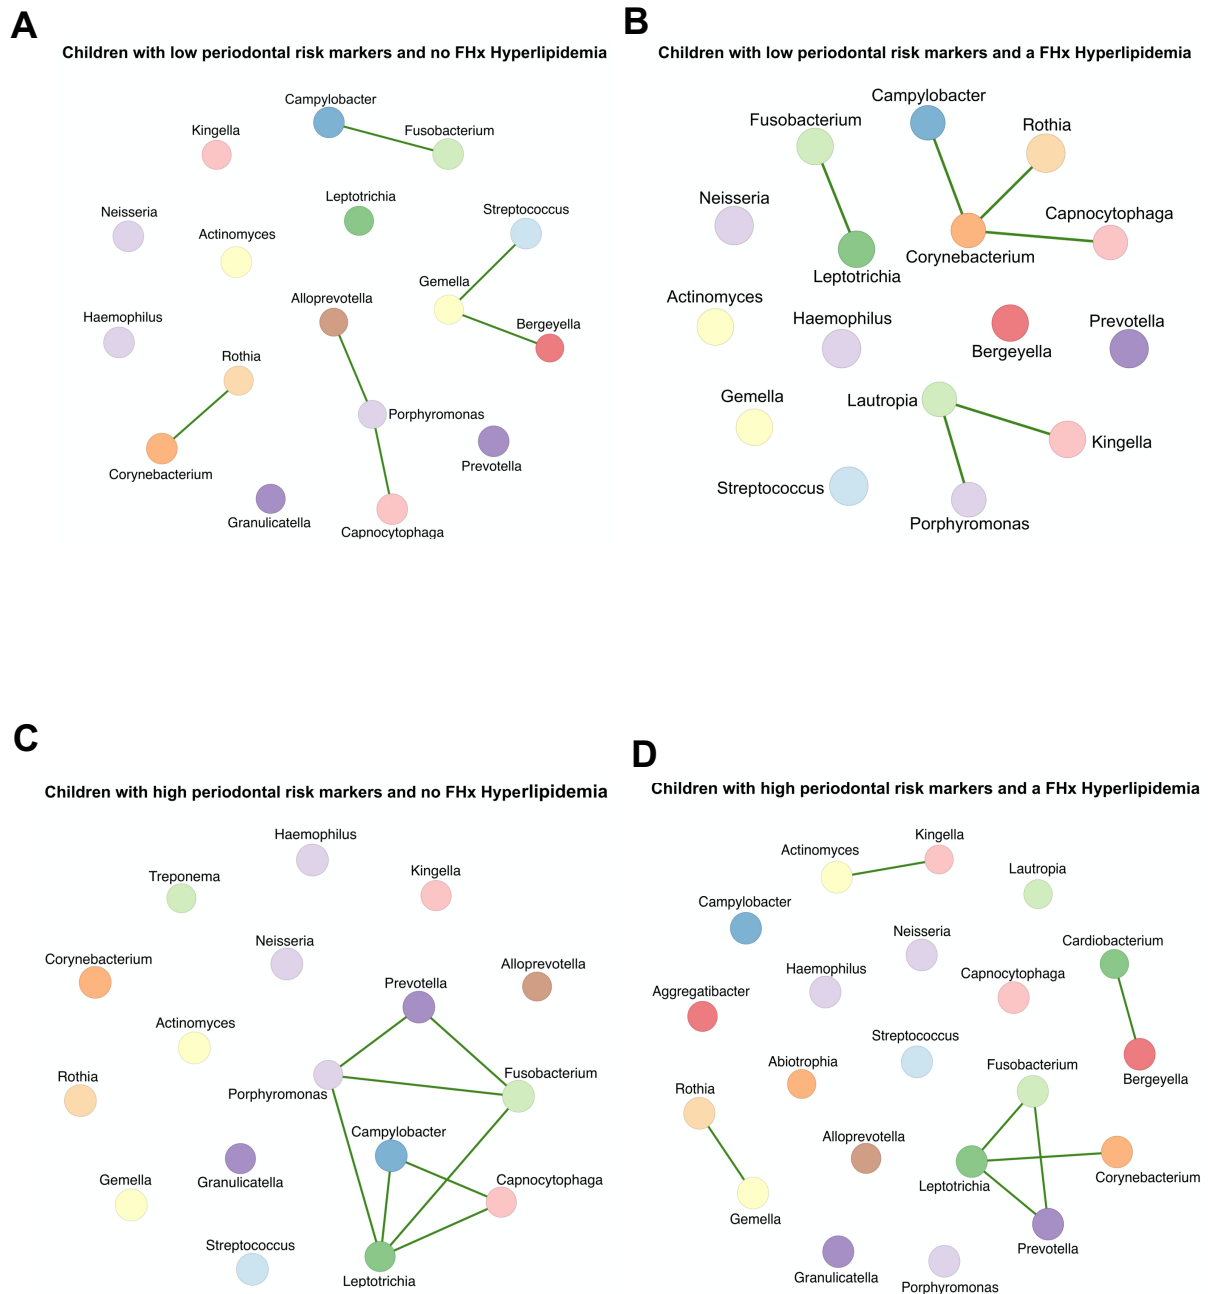 A
Children with low periodontal risk markers and no FHx Hyperlipidemia
Campylobacter
Kingella
Fusobacterium
Leptotrichia
Neisseria
Streptococcus
Actinomyces
Gemella
Alloprevotella
Haemophilus
Bergeyella
Rothia
Porphyromonas
Prevotella
Corynebacterium
Granulicatella
Capnocytophaga
B
Children with low periodontal risk markers and a FHx Hyperlipidemia
Campylobacter
Fusobacterium
Rothia
Neisseria
Capnocytophaga
Corynebacterium
Leptotrichia
Actinomyces
Haemophilus
Prevotella
Bergeyella
Gemella
Lautropia
Kingella
Streptococcus
Porphyromonas
C
Children with high periodontal risk markers and no FHx Hyperlipidemia
Haemophilus
Treponema
Kingella
Neisseria
Corynebacterium
Alloprevotella
Prevotella
Actinomyces
Fusobacterium
Rothia
Porphyromonas
Campylobacter
Gemella
Granulicatella
Capnocytophaga
Streptococcus
Leptotrichia
D
Children with high periodontal risk markers and a FHx Hyperlipidemia
Kingella
Actinomyces
Lautropia
Campylobacter
Neisseria
Cardiobacterium
Haemophilus
Capnocytophaga
Aggregatibacter
Streptococcus
Abiotrophia
Fusobacterium
Bergeyella
Rothia
Alloprevotella
Corynebacterium
Leptotrichia
Gemella
Prevotella
Granulicatella
Porphyromonas